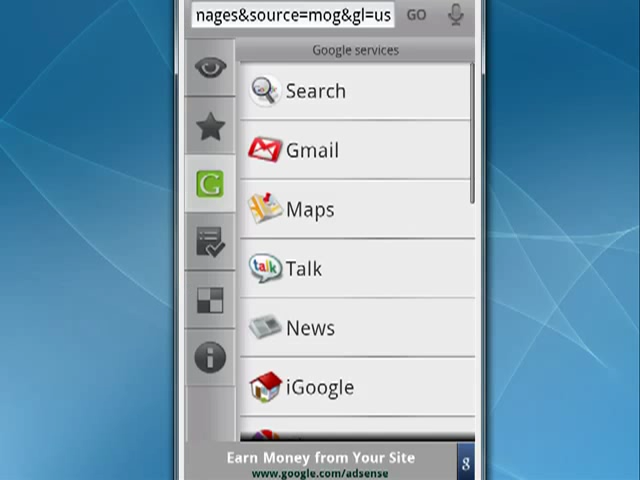 nages&source=mog&gl=us GO
Google services
Search
Gmail
Maps
talk Talk
News
iGoogle
Earn Money from Your Site
www.google.com/adsense
g